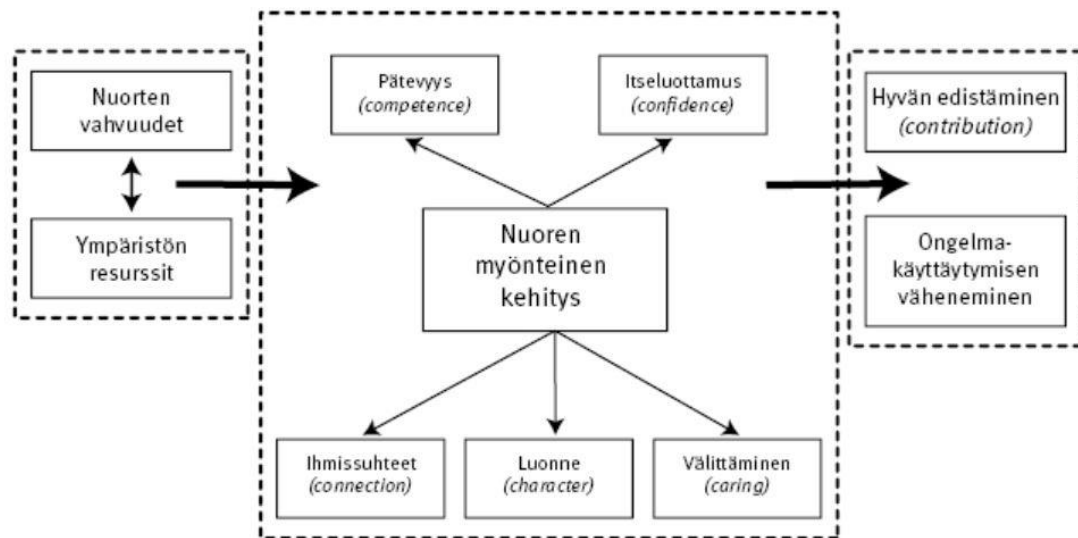 Nuorten
vahvuudet
Ympäristön
resurssit
Pätevyys
(competence)
Itseluottamus
(confidence)
Nuoren
myönteinen
kehitys
Ihmissuhteet
(connection)
Luonne
(character)
Välittäminen
(caring)
Hyvän edistäminen
(contribution)
Ongelma-
käyttäytymisen
väheneminen